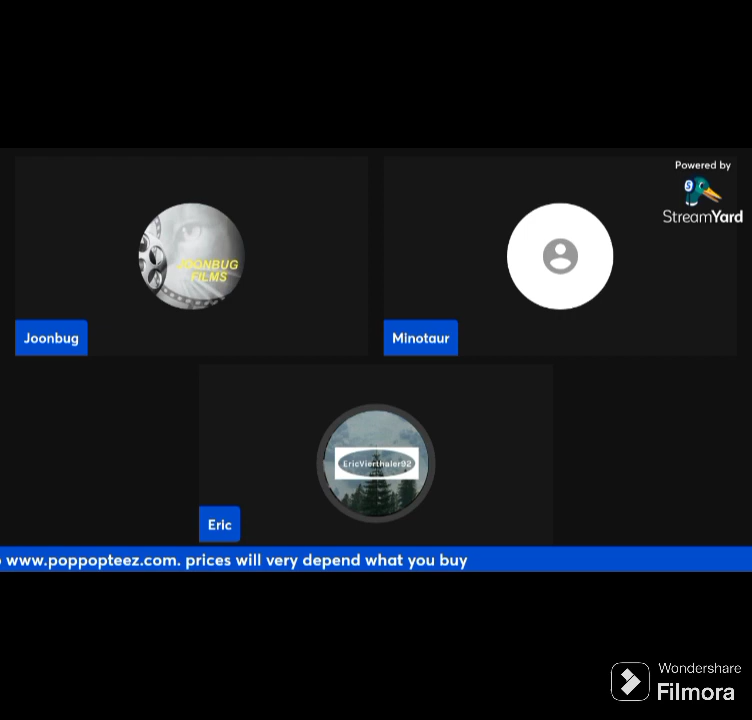 Powered by
StreamYard
JOONBUG
FILMS
Joonbug
Minotaur
EricVierthaler92
Eric
www.poppopteez.com. prices will very depend what you buy
Wondershare
Filmora